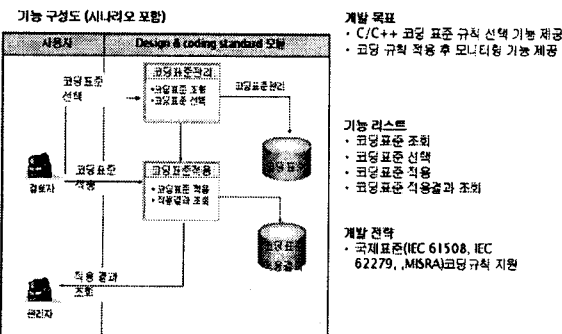 기능 구성도 (시나리오 포함)
사용자
Design & coding standard 모듈
코딩표준
선택
코딩표준관리
•코딩표준 조회
•코딩표준 선택
코딩표준관리
코딩표준
코딩표준
적용
코딩표준적용
• 코딩표준 적용
• 적용결과 조회
코딩표준
적용결과
적용 결과
조회
관리자
개발 목표
• C/C++ 코딩 표준 규칙 선택 기능 제공
• 코딩 규칙 적용 후 모니터링 기능 제공
기능 리스트
• 코딩표준 조회
• 코딩표준 선택
• 코딩표준 적용
• 코딩표준 적용결과 조회
개발 전략
• 국제표준(IEC 61508, IEC
62279, ,MISRA)코딩규칙 지원